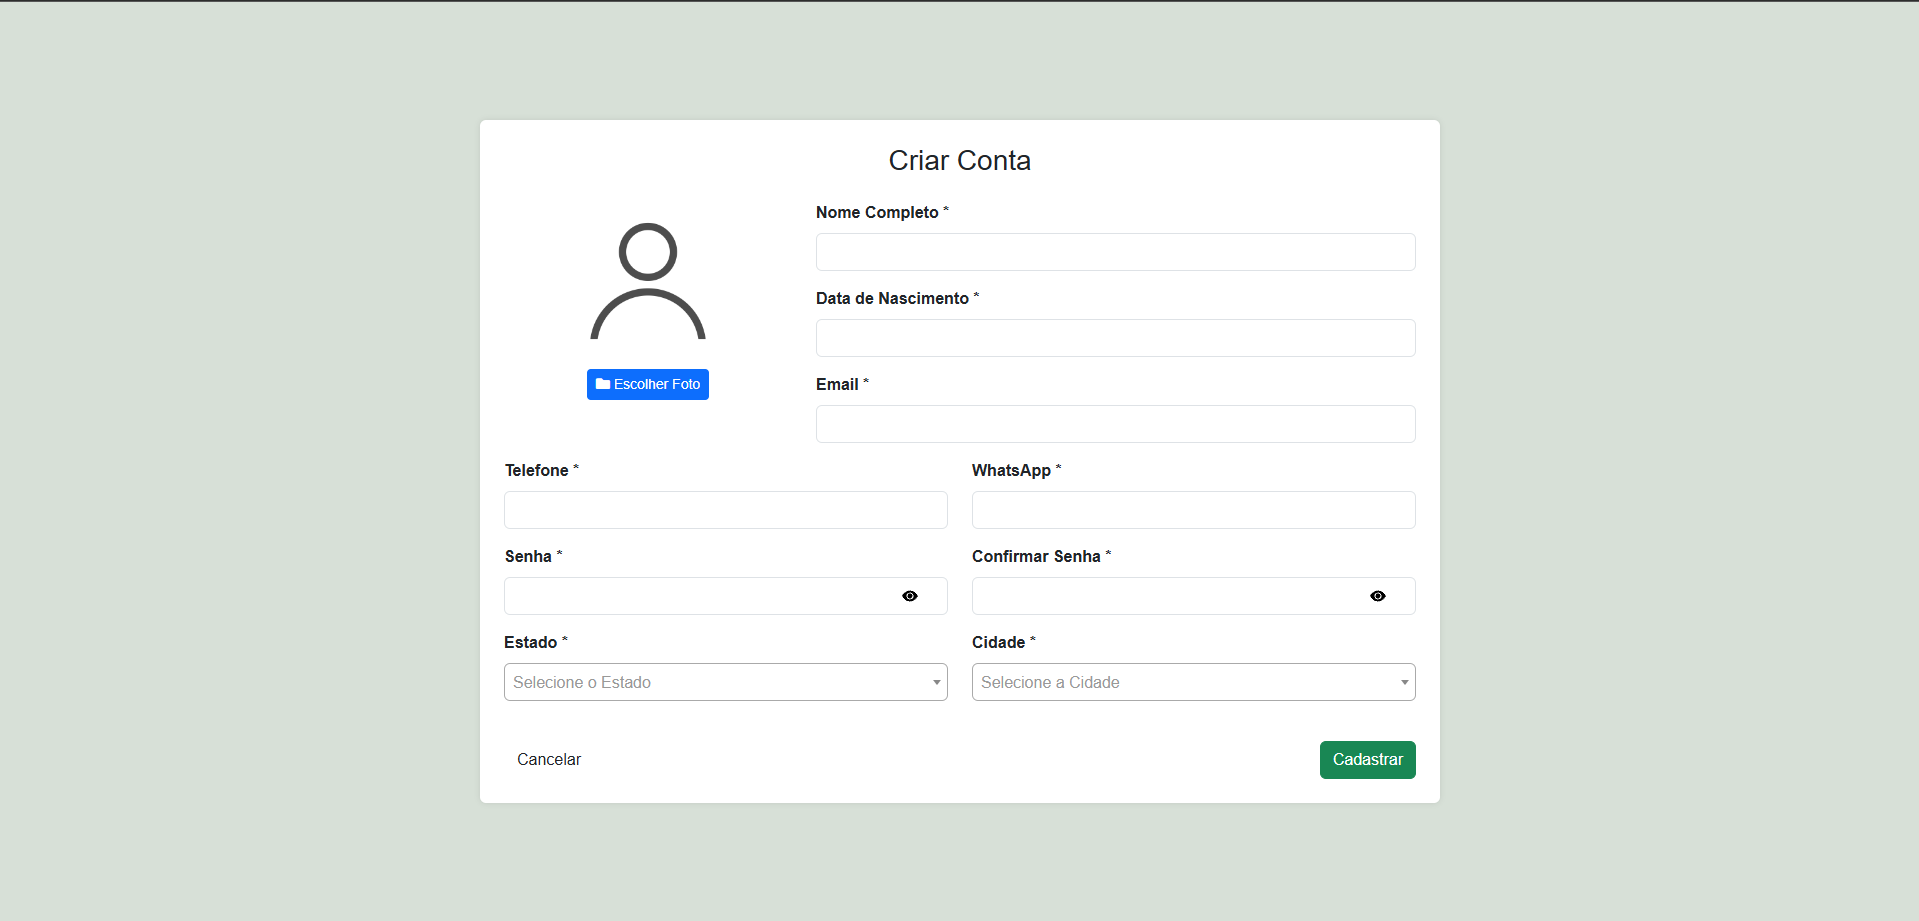 Criar Conta
Nome Completo *
Data de Nascimento *
Escolher Foto
Email *
Telefone *
WhatsApp *
Senha *
Confirmar Senha *
Estado *
Cidade *
Selecione o Estado
Selecione a Cidade
Cancelar
Cadastrar